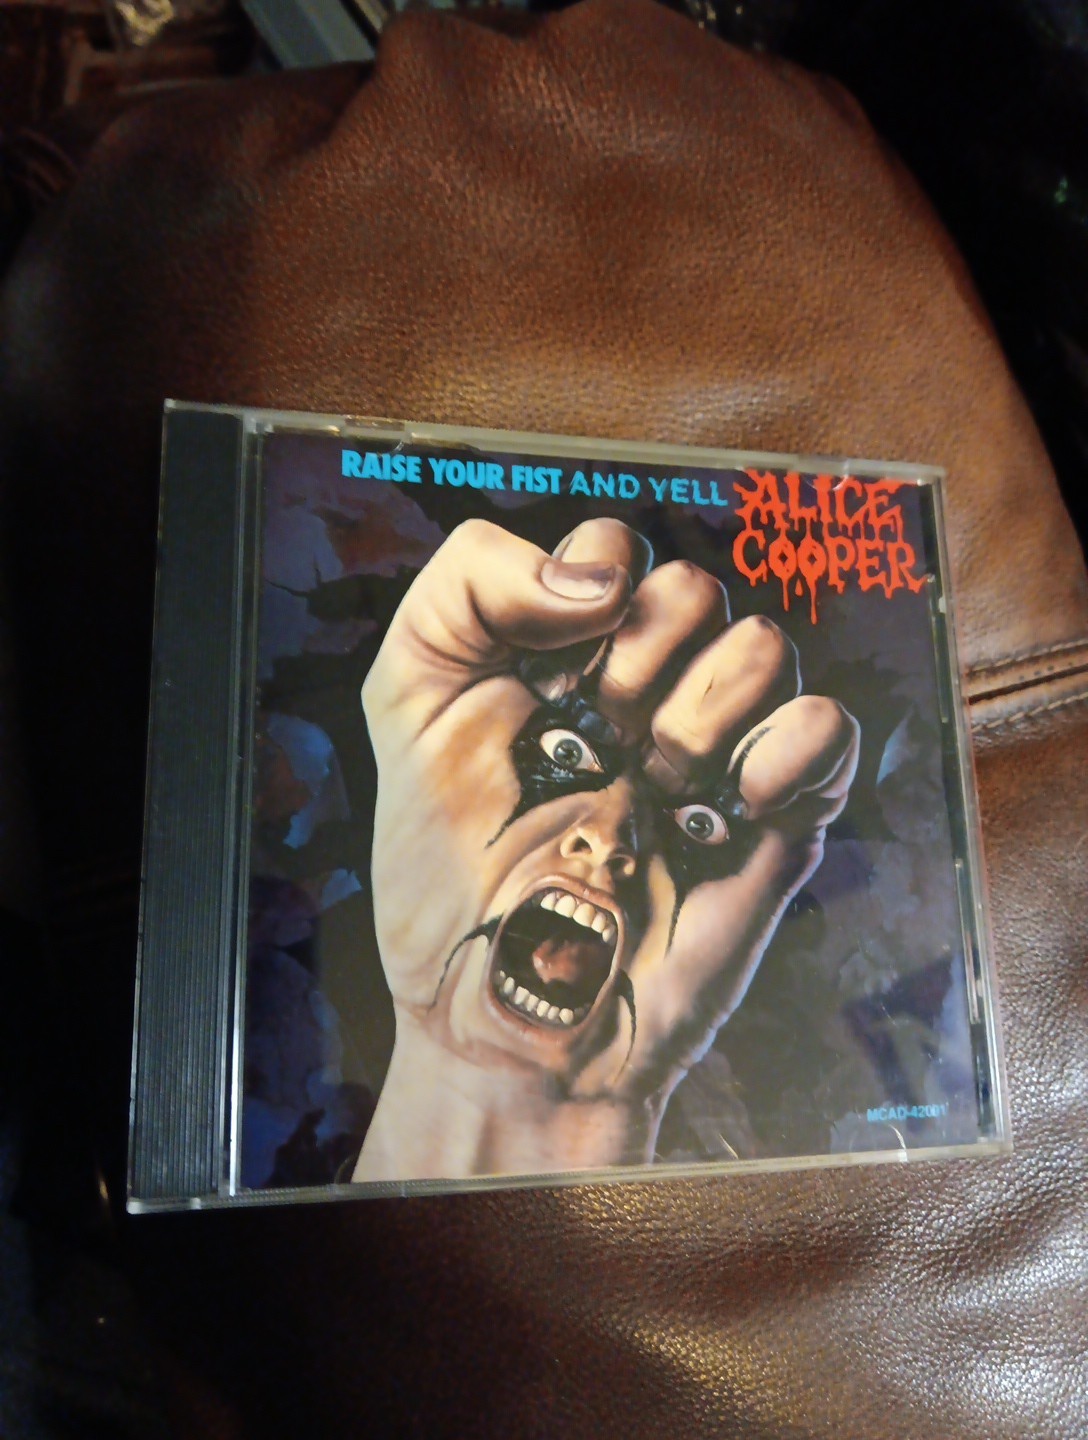 RAISE YOUR FIST AND YELL
ALICE
COOPER
MCAD-42091